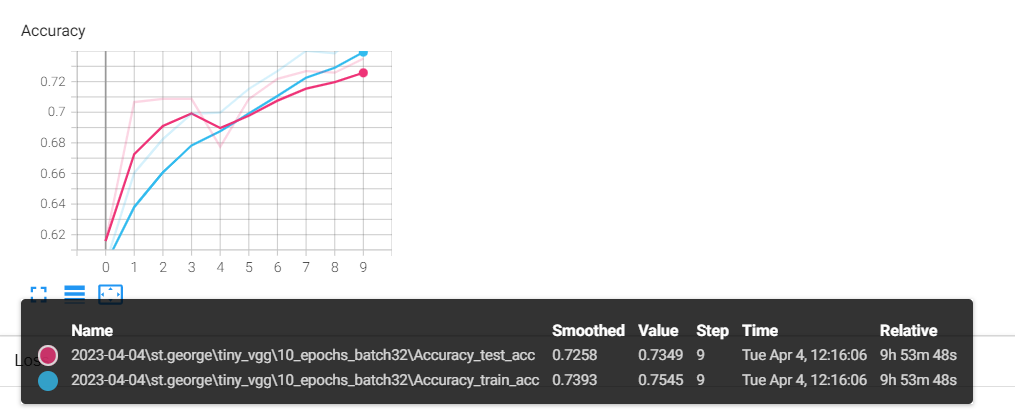 Accuracy
0.72
0.7
0.68
0.66
0.64
0.62
0 1 2 3 4 5 6 7 8 9
Name Smoothed Value Step Time Relative
Los
2023-04-04\st.george\tiny_vgg\10_epochs_batch32\Accuracy_test_acc 0.7258 0.7349 9 Tue Apr 4, 12:16:06 9h 53m 48s
2023-04-04\st.george\tiny_vgg\10_epochs_batch32\Accuracy_train_acc 0.7393 0.7545 9 Tue Apr 4, 12:16:06 9h 53m 48s